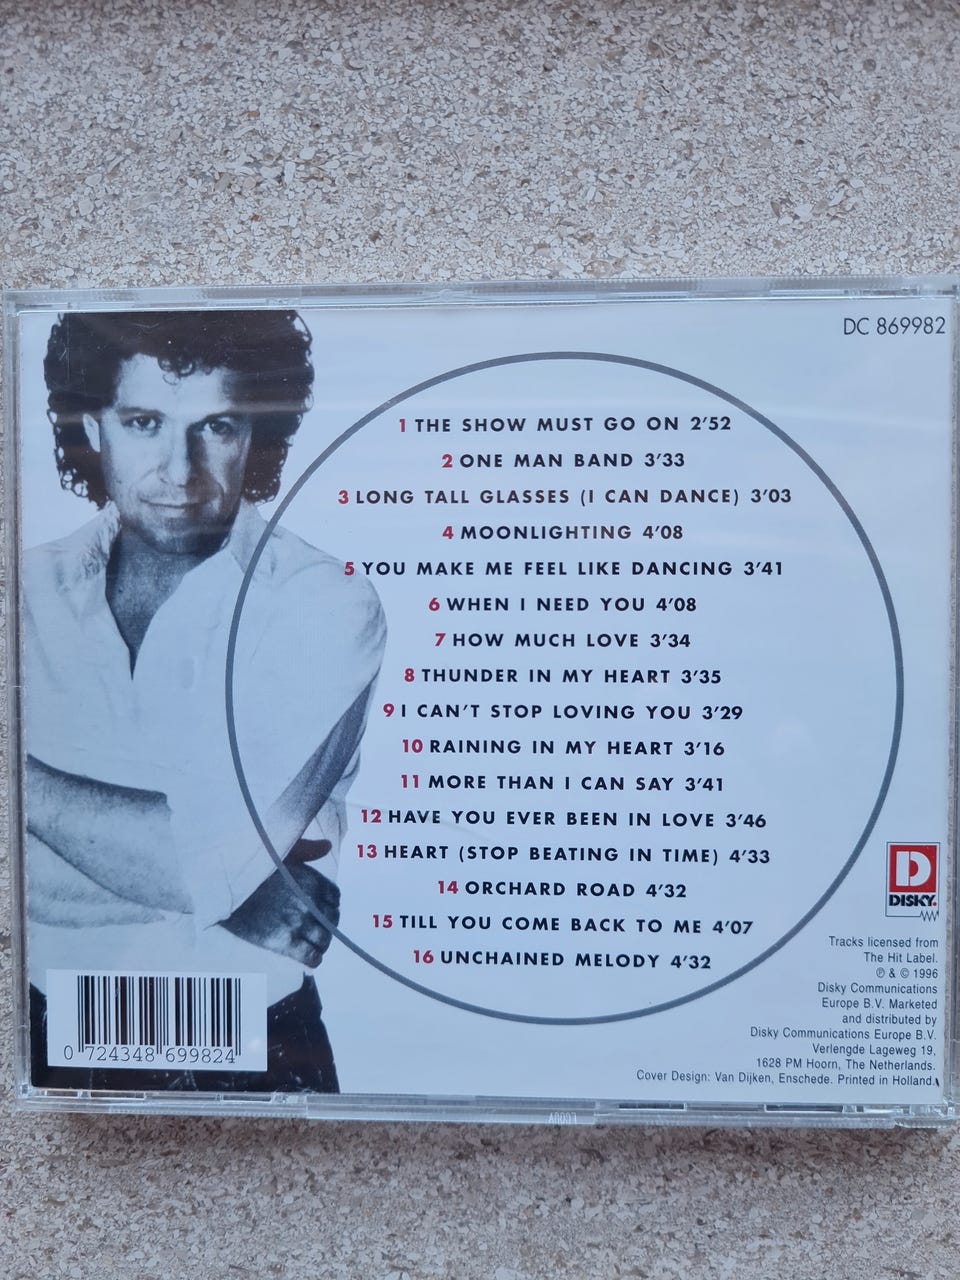 DC 869982
1 THE SHOW MUST GO ON 2'52
2 ONE MAN BAND 3'33
3 LONG TALL GLASSES (I CAN DANCE) 3'03
4 MOONLIGHTING 4'08
5 YOU MAKE ME FEEL LIKE DANCING 3'41
6 WHEN I NEED YOU 4'08
7 HOW MUCH LOVE 3'34
8 THUNDER IN MY HEART 3'35
9 I CAN'T STOP LOVING YOU 3'29
10 RAINING IN MY HEART 3'16
11 MORE THAN I CAN SAY 3'41
12 HAVE YOU EVER BEEN IN LOVE 3'46
13 HEART (STOP BEATING IN TIME) 4'33
14 ORCHARD ROAD 4'32
15 TILL YOU COME BACK TO ME 4'07
16 UNCHAINED MELODY 4'32
D
DISKY.
Tracks licensed from
The Hit Label.
℗ & © 1996
Disky Communications
Europe B.V. Marketed
and distributed by
Disky Communications Europe B.V.
Verlengde Lageweg 19,
1628 PM Hoorn, The Netherlands.
Cover Design: Van Dijken, Enschede. Printed in Holland.
0 724348 699824